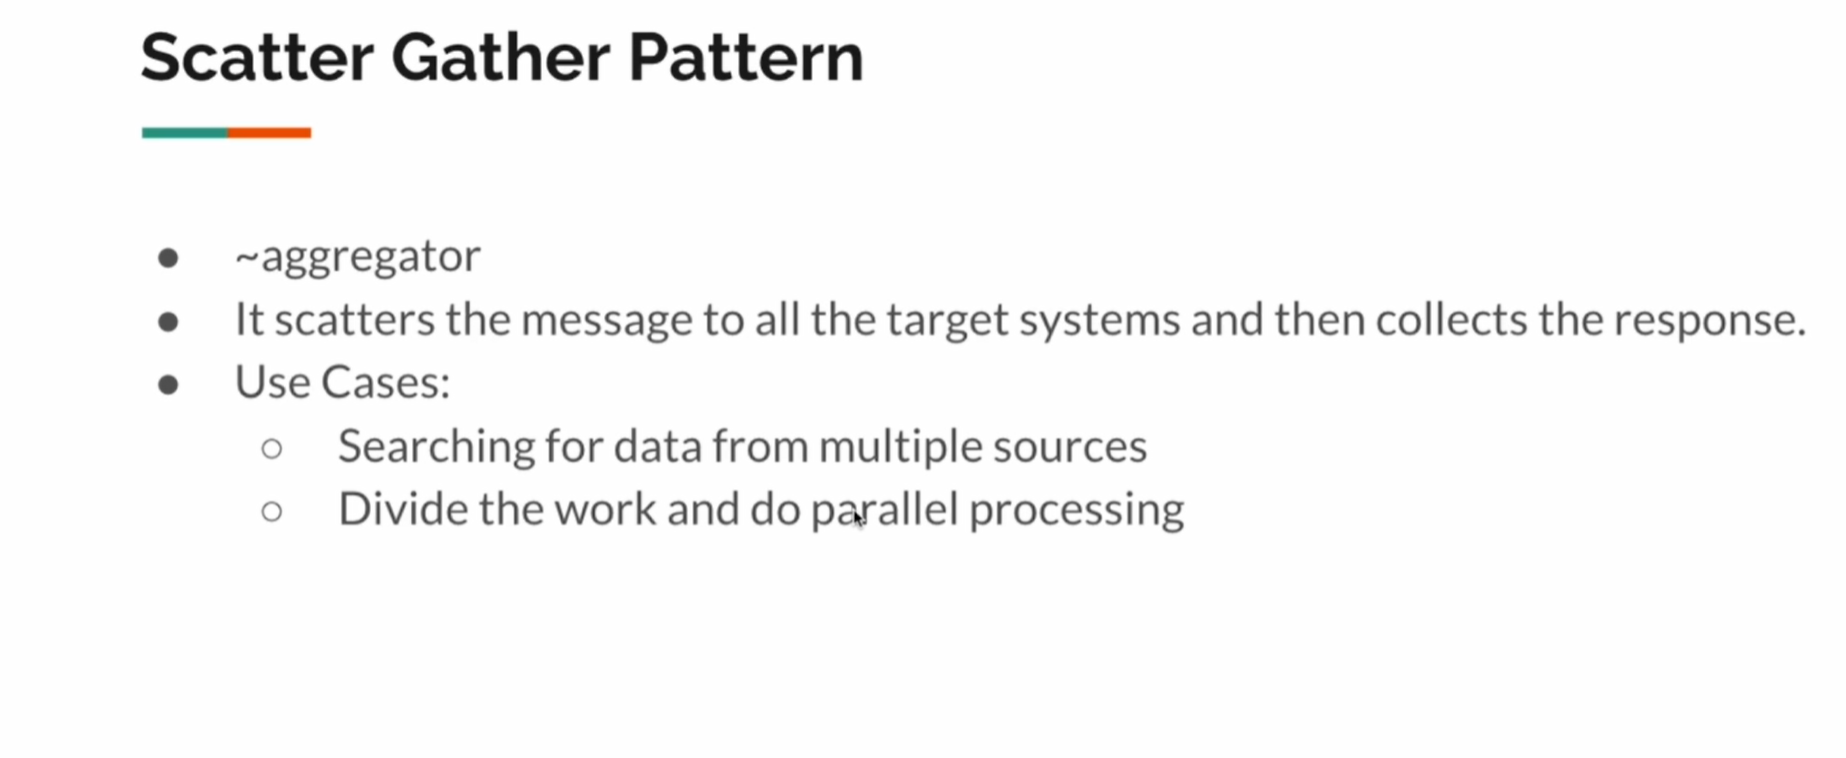 Scatter Gather Pattern
● ~aggregator
● It scatters the message to all the target systems and then collects the response.
● Use Cases:
○ Searching for data from multiple sources
○ Divide the work and do parallel processing